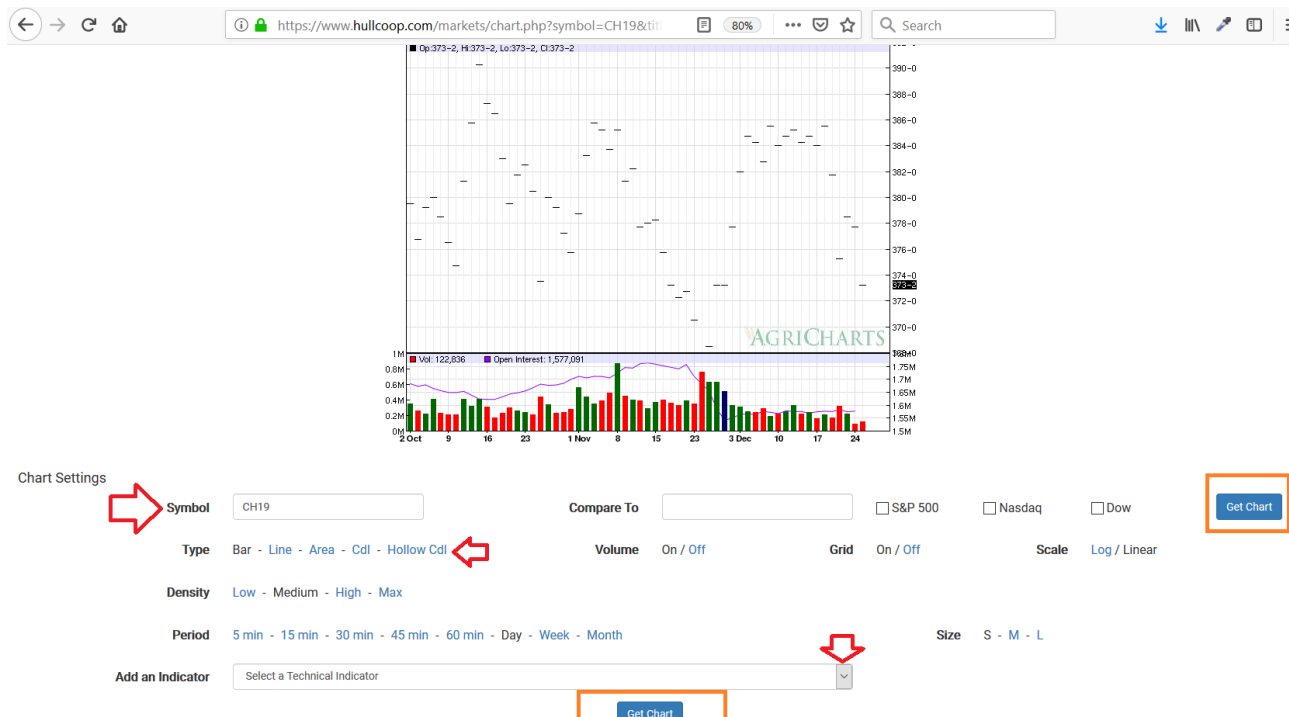 https://www.hullcoop.com/markets/chart.php?symbol=CH19&tit
80%
Search
Op:373-2, Hi:373-2, Lo:373-2, Cl:373-2
390-0
388-0
386-0
384-0
382-0
380-0
378-0
376-0
374-0
373-2
372-0
370-0
AGRICHARTS
1M
Vol: 122,836 Open Interest: 1,577,091
0.8M
1.75M
0.6M
1.7M
1.65M
0.4M
1.6M
0.2M
1.55M
0M
1.5M
2 Oct 9 16 23 1 Nov 8 15 23 3 Dec 10 17 24
Chart Settings
Symbol CH19 Compare To S&P 500 Nasdaq Dow Get Chart
Type Bar - Line - Area - Cdl - Hollow Cdl Volume On / Off Grid On / Off Scale Log / Linear
Density Low - Medium - High - Max
Period 5 min - 15 min - 30 min - 45 min - 60 min - Day - Week - Month Size S - M - L
Add an Indicator Select a Technical Indicator
Get Chart